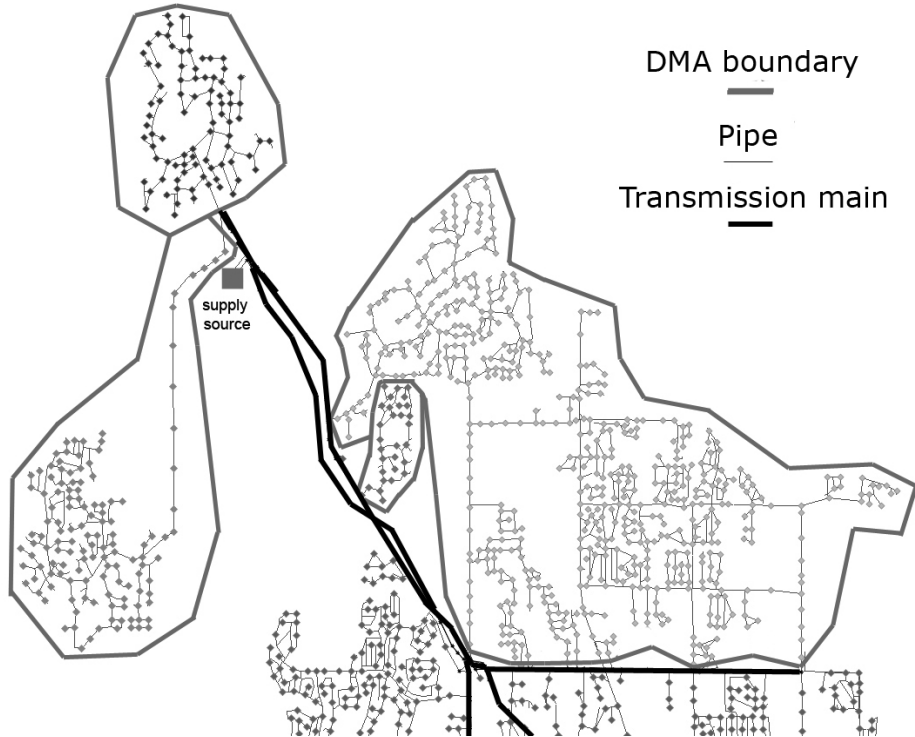 DMA boundary
Pipe
Transmission main
supply
source